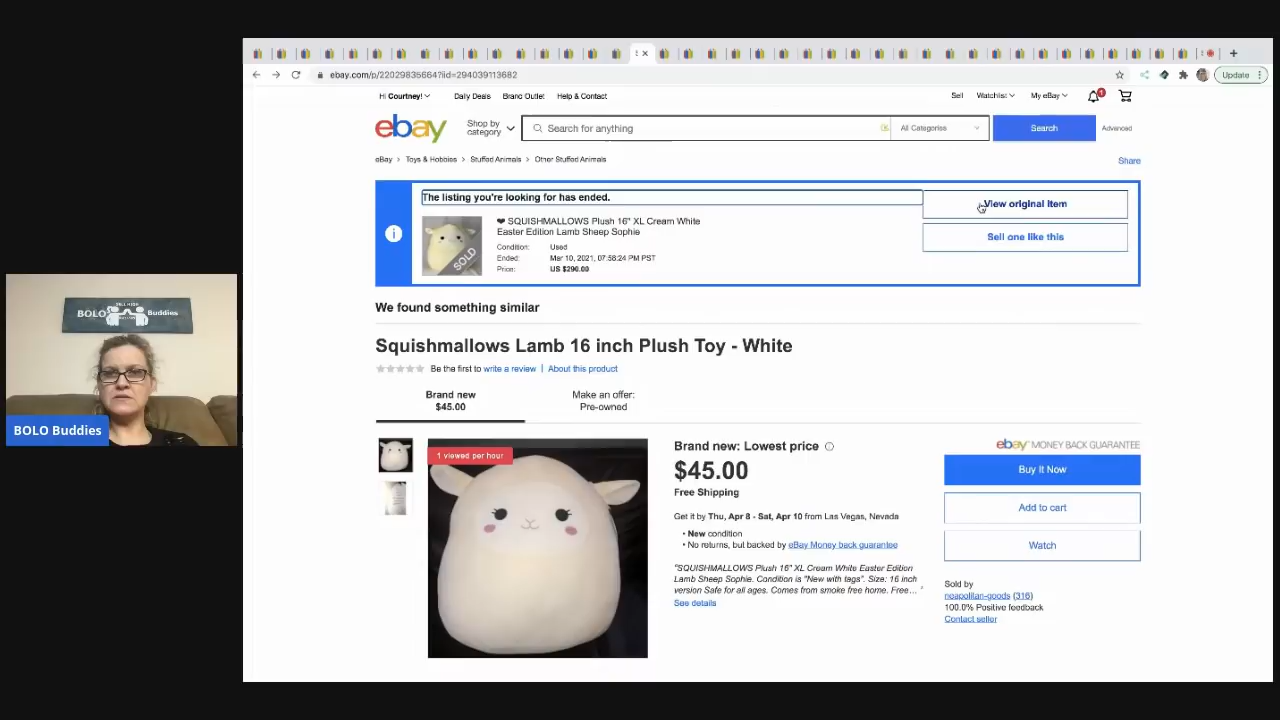 ebay.com/p/22029835664?iid=294039113682
Update
Hi Courtney!
Daily Deals
Brand Outlet
Help & Contact
Sell
Watchlist
My eBay
1
ebay
Shop by category
Search for anything
All Categories
Search
Advanced
eBay > Toys & Hobbies > Stuffed Animals > Other Stuffed Animals
Share
The listing you're looking for has ended.
View original item
SOLD
❤ SQUISHMALLOWS Plush 16" XL Cream White
Easter Edition Lamb Sheep Sophie
Sell one like this
Condition: Used
Ended: Mar 10, 2021, 07:58:24 PM PST
Price: US $290.00
We found something similar
Squishmallows Lamb 16 inch Plush Toy - White
Be the first to write a review | About this product
Brand new
$45.00
Make an offer:
Pre-owned
1 viewed per hour
Brand new: Lowest price
$45.00
Free Shipping
Get it by Thu, Apr 8 - Sat, Apr 10 from Las Vegas, Nevada
• New condition
• No returns, but backed by eBay Money back guarantee
"SQUISHMALLOWS Plush 16" XL Cream White Easter Edition
Lamb Sheep Sophie. Condition is "New with tags". Size: 16 inch
version Safe for all ages. Comes from smoke free home. Free…
See details
ebay MONEY BACK GUARANTEE
Buy It Now
Add to cart
Watch
Sold by
neapolitan-goods (316)
100.0% Positive feedback
Contact seller
BOLO Buddies
BOLO Buddies